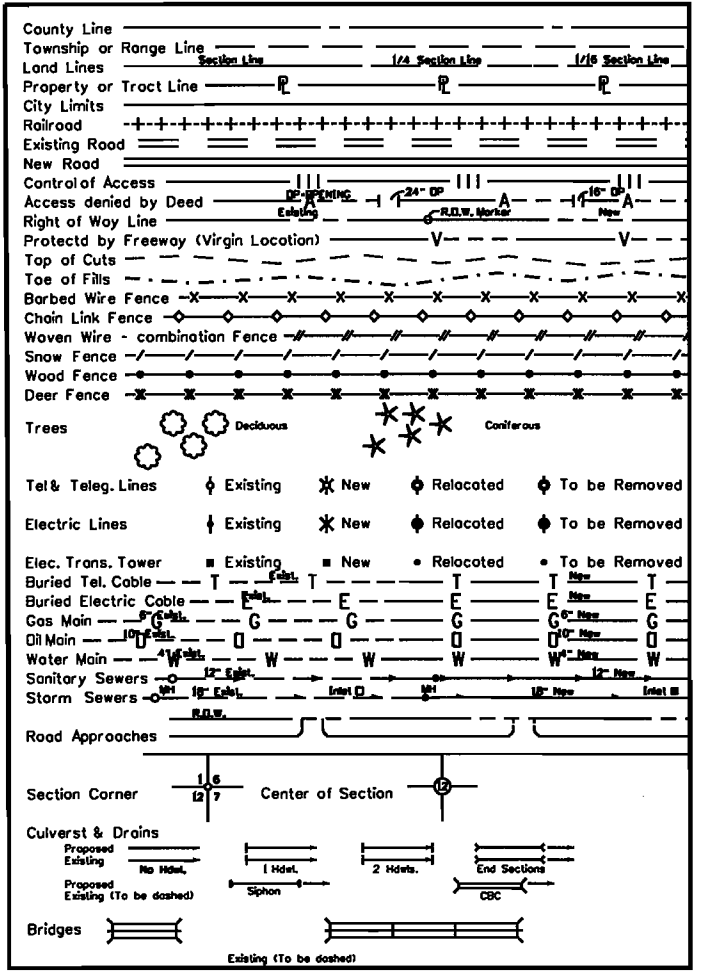 County Line
Township or Range Line
Land Lines Section Line 1/4 Section Line 1/16 Section Line
Property or Tract Line PL PL PL
City Limits
Railroad
Existing Road
New Road
Control of Access
Access denied by Deed DP-OPENING A 24" DP A 16" DP A
Right of Way Line Existing R.O.W. Marker New
Protectd by Freeway (Virgin Location) V V
Top of Cuts
Toe of Fills
Barbed Wire Fence
Chain Link Fence
Woven Wire - combination Fence
Snow Fence
Wood Fence
Deer Fence
Trees Deciduous Coniferous
Tel & Teleg. Lines Existing New Relocated To be Removed
Electric Lines Existing New Relocated To be Removed
Elec. Trans. Tower Existing New Relocated To be Removed
Buried Tel. Cable T Exist. T T T New T
Buried Electric Cable E Exist. E E E New E
Gas Main 6" Exist. G G G G G 6" New G
Oil Main 10" Exist. O O O O O 10" New O
Water Main 4" Exist. W W W W W 4" New W
Sanitary Sewers 12" Exist. 12" New
Storm Sewers MH 18" Exist. Inlet MH 18" New Inlet
R.O.W.
Road Approaches
Section Corner 1 6 12 7 Center of Section 12
Culverst & Drains
Proposed
Existing No Hdwl. 1 Hdwl. 2 Hdwls. End Sections
Proposed
Existing (To be dashed) Siphon CBC
Bridges
Existing (To be dashed)